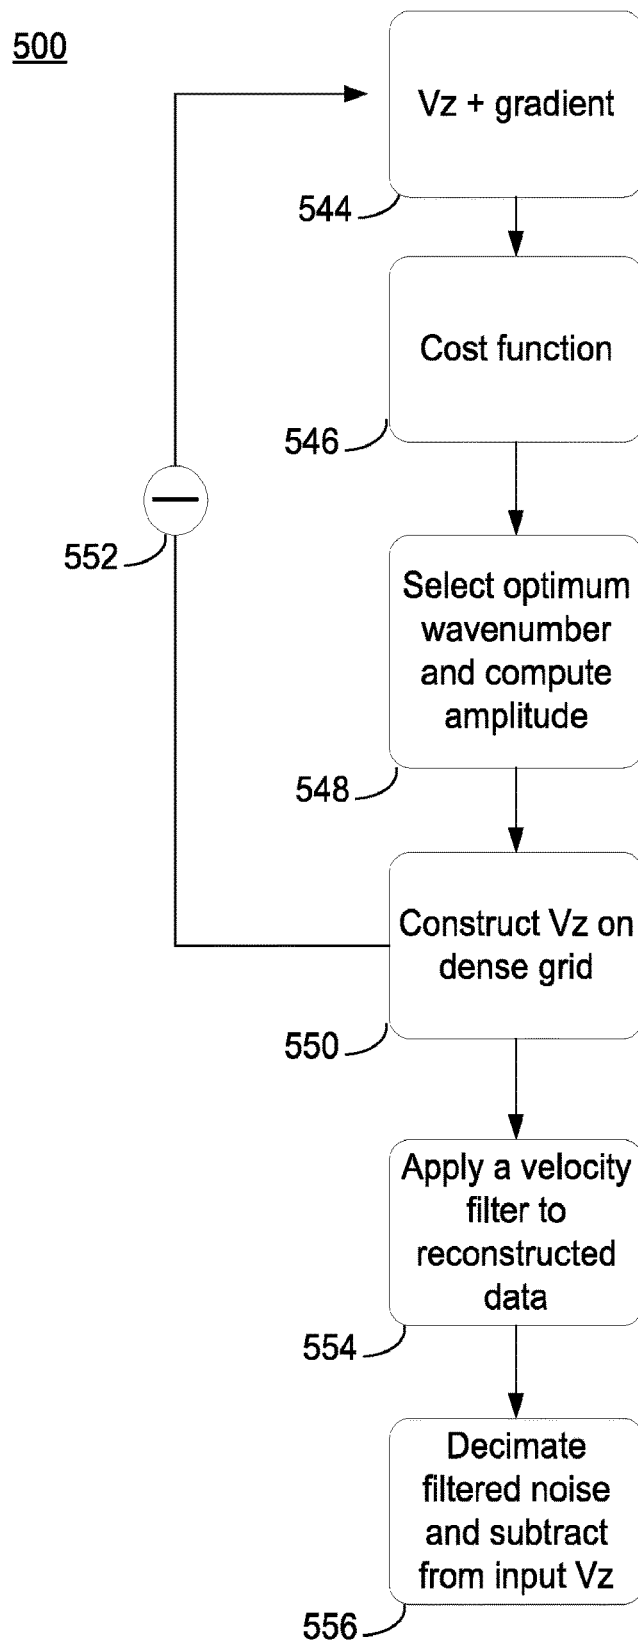 500
Vz + gradient
544
Cost function
546
552
Select optimum
wavenumber
and compute
amplitude
548
Construct Vz on
dense grid
550
Apply a velocity
filter to
reconstructed
data
554
Decimate
filtered noise
and subtract
from input Vz
556